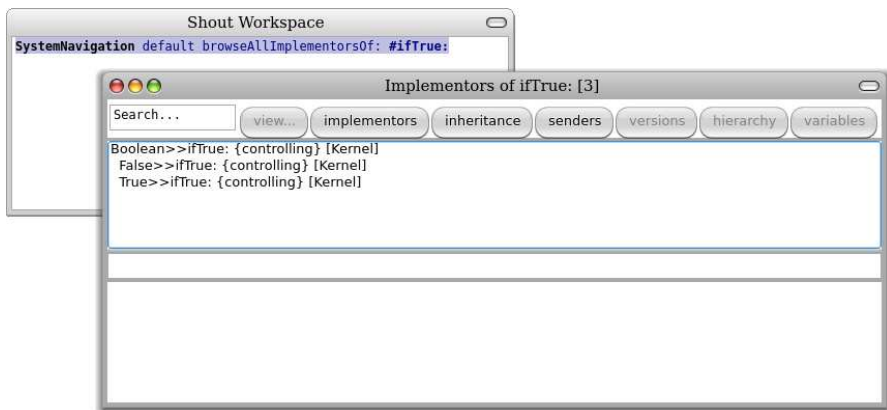 Shout Workspace
SystemNavigation default browseAllImplementorsOf: #ifTrue:
Implementors of ifTrue: [3]
Search...
view... implementors inheritance senders versions hierarchy variables
Boolean>>ifTrue: {controlling} [Kernel]
False>>ifTrue: {controlling} [Kernel]
True>>ifTrue: {controlling} [Kernel]